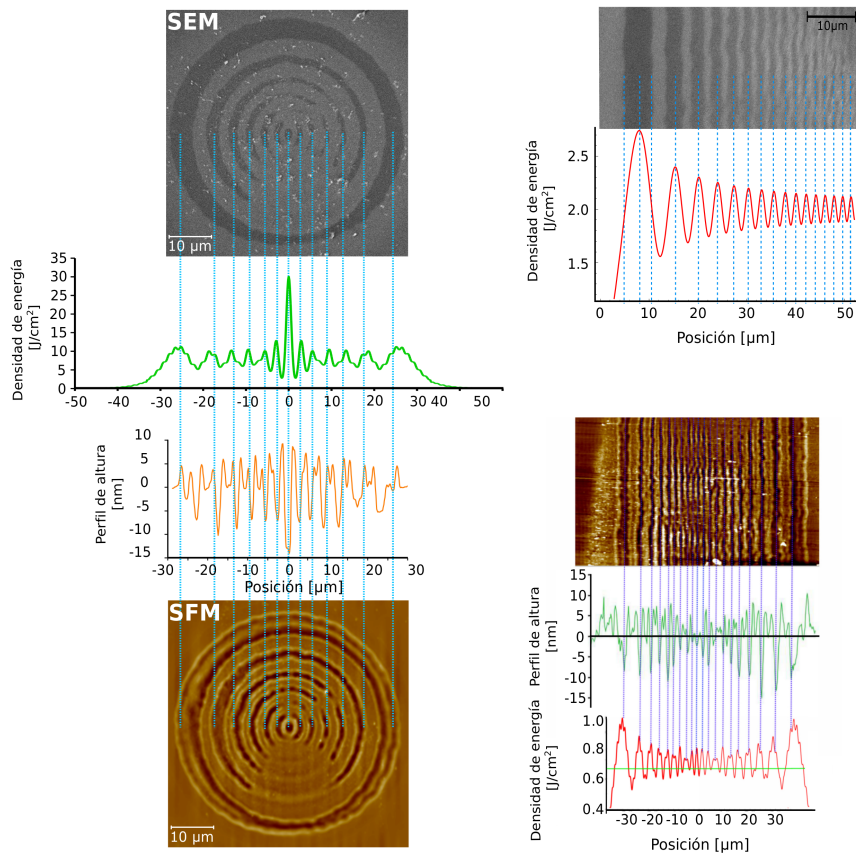 SEM
10 µm
Densidad de energía
[J/cm²]
35
30
25
20
15
10
5
0
-50 -40 -30 -20 -10 0 10 20 30 40 50
Perfil de altura
[nm]
10
5
0
-5
-10
-15
-30 -20 -10 0 10 20 30
Posición [µm]
SFM
10 µm
10µm
Densidad de energía
[J/cm²]
2.5
2.0
1.5
0 10 20 30 40 50
Posición [µm]
Perfil de altura
[nm]
15
10
5
0
-5
-10
-15
Densidad de energía
[J/cm²]
1.0
0.8
0.6
0.4
-30 -20 -10 0 10 20 30
Posición [µm]